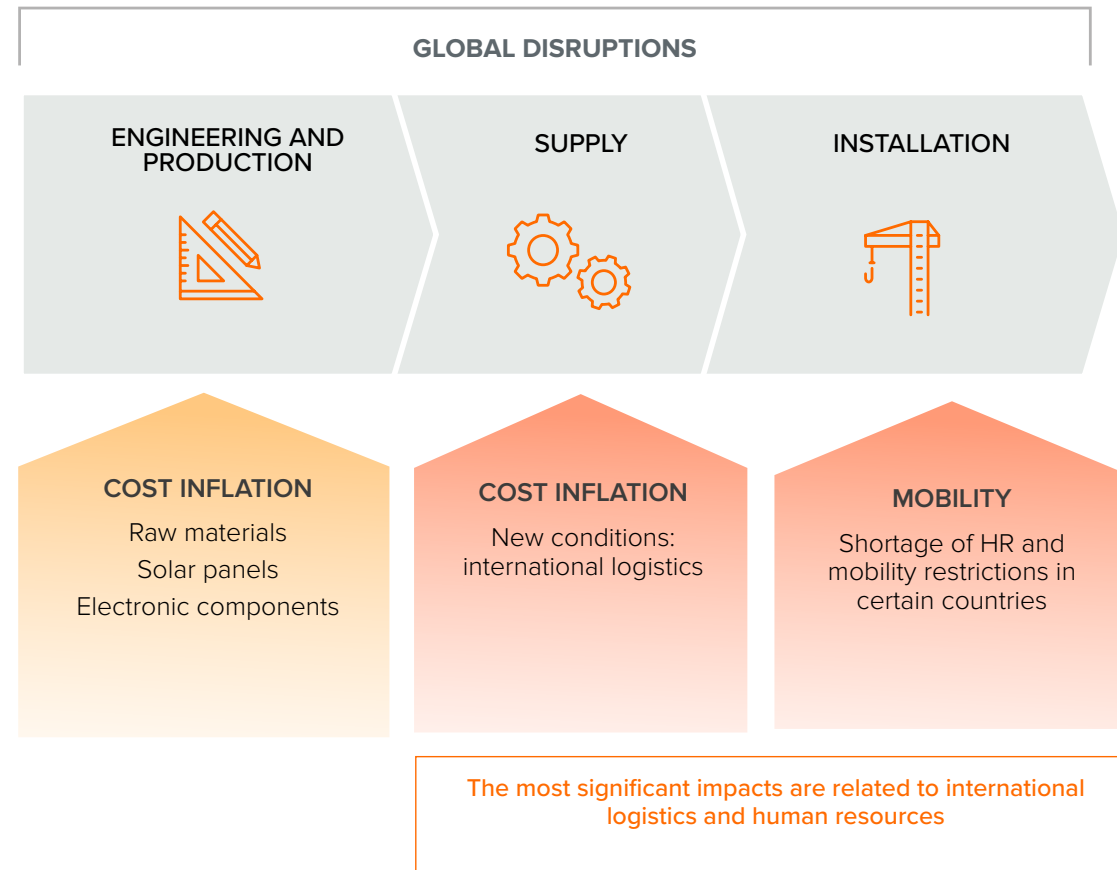 GLOBAL DISRUPTIONS
ENGINEERING AND
PRODUCTION
SUPPLY
INSTALLATION
COST INFLATION
Raw materials
Solar panels
Electronic components
COST INFLATION
New conditions:
international logistics
MOBILITY
Shortage of HR and
mobility restrictions in
certain countries
The most significant impacts are related to international
logistics and human resources